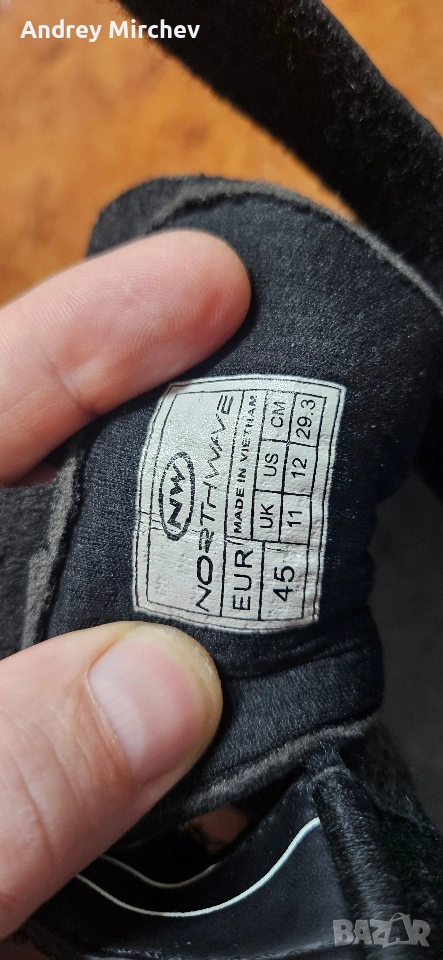 Andrey Mirchev
NW
NORTHWAVE
MADE IN VIETNAM
EUR UK US CM
45 11 12 29.3
BAZAR